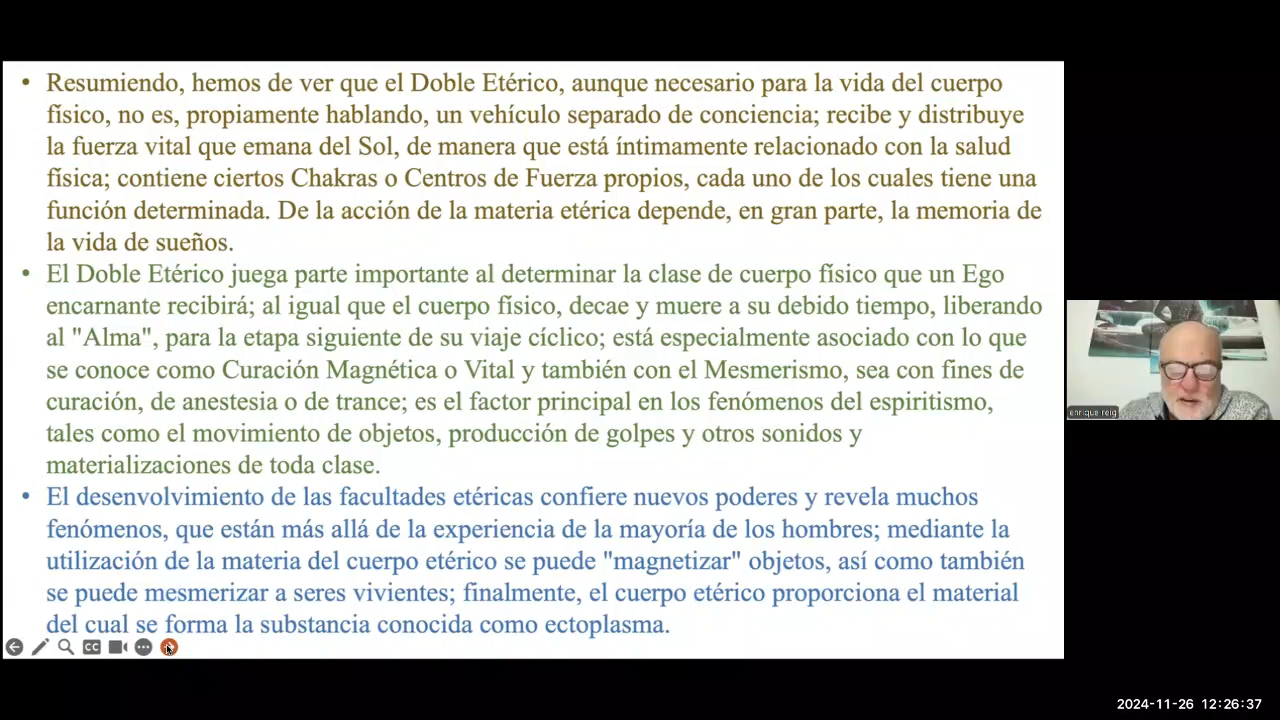 • Resumiendo, hemos de ver que el Doble Etérico, aunque necesario para la vida del cuerpo
físico, no es, propiamente hablando, un vehículo separado de conciencia; recibe y distribuye
la fuerza vital que emana del Sol, de manera que está íntimamente relacionado con la salud
física; contiene ciertos Chakras o Centros de Fuerza propios, cada uno de los cuales tiene una
función determinada. De la acción de la materia etérica depende, en gran parte, la memoria de
la vida de sueños.
• El Doble Etérico juega parte importante al determinar la clase de cuerpo físico que un Ego
encarnante recibirá; al igual que el cuerpo físico, decae y muere a su debido tiempo, liberando
al "Alma", para la etapa siguiente de su viaje cíclico; está especialmente asociado con lo que
se conoce como Curación Magnética o Vital y también con el Mesmerismo, sea con fines de
curación, de anestesia o de trance; es el factor principal en los fenómenos del espiritismo,
tales como el movimiento de objetos, producción de golpes y otros sonidos y
materializaciones de toda clase.
• El desenvolvimiento de las facultades etéricas confiere nuevos poderes y revela muchos
fenómenos, que están más allá de la experiencia de la mayoría de los hombres; mediante la
utilización de la materia del cuerpo etérico se puede "magnetizar" objetos, así como también
se puede mesmerizar a seres vivientes; finalmente, el cuerpo etérico proporciona el material
del cual se forma la substancia conocida como ectoplasma.
CC
enrique reig
2024-11-26 12:26:37